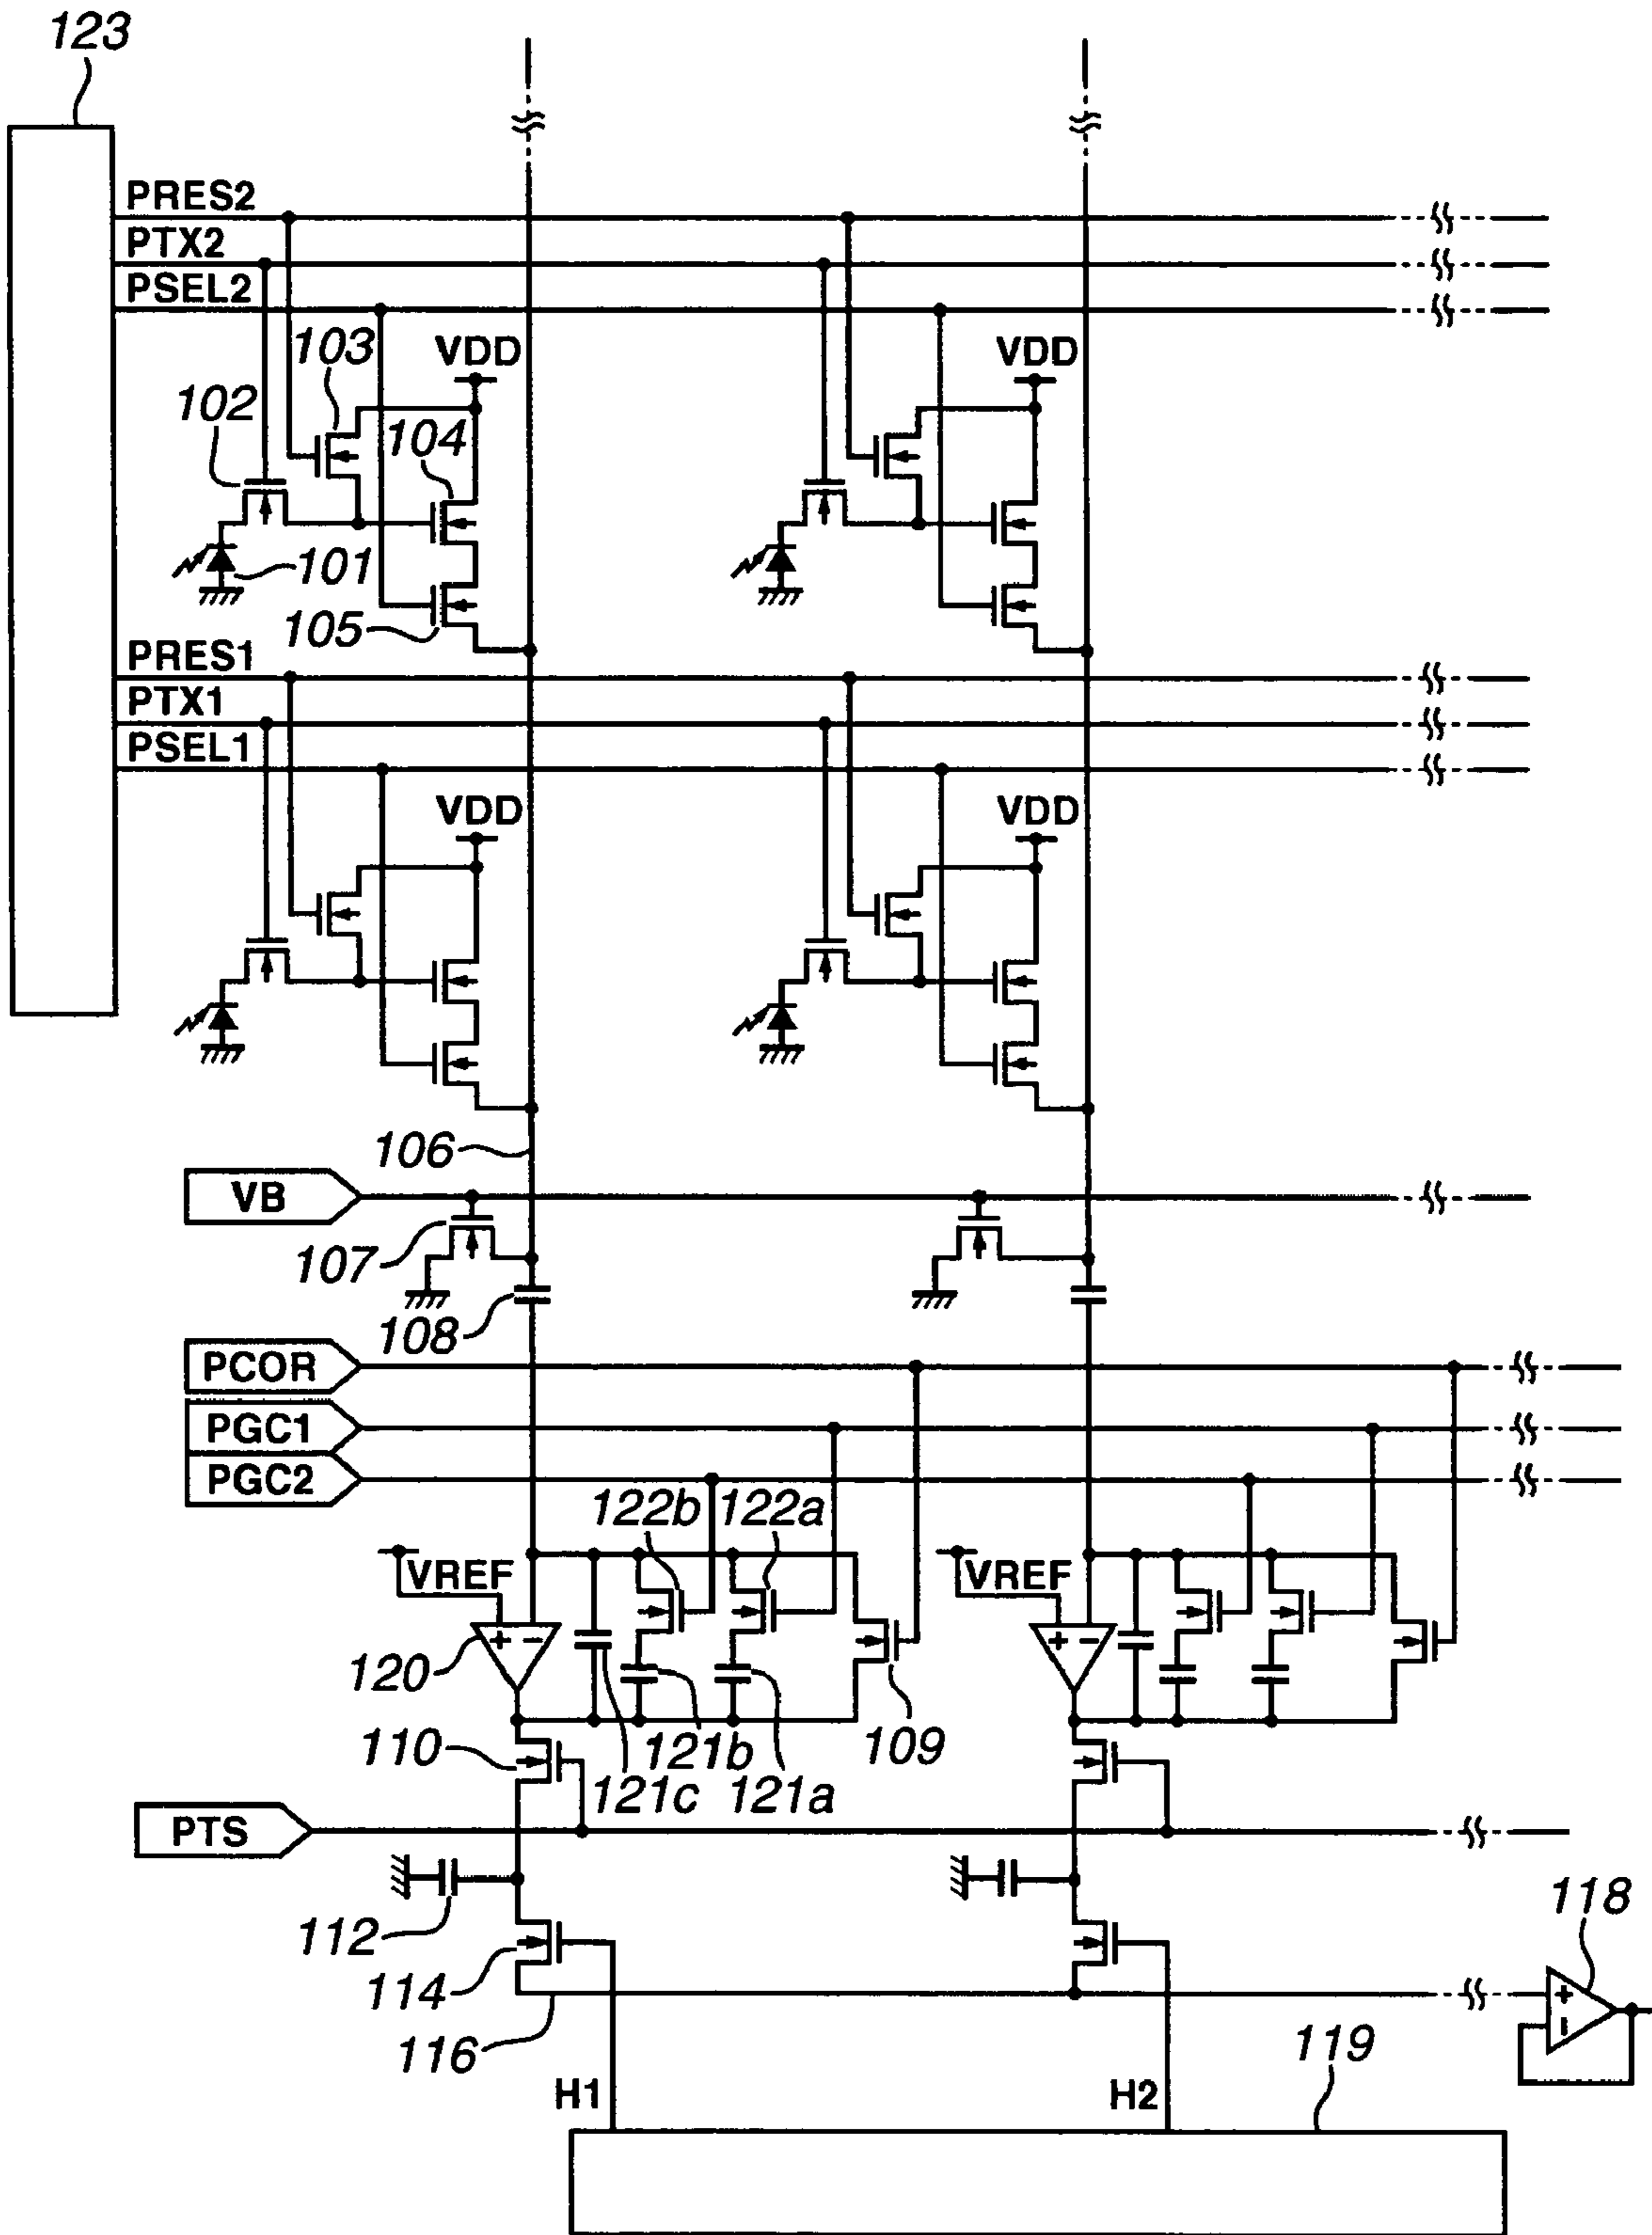 123
PRES2
PTX2
PSEL2
103 VDD VDD
102 104
101
105
PRES1
PTX1
PSEL1
VDD VDD
106
VB
107
108
PCOR
PGC1
PGC2
122b 122a
VREF VREF
+ - + -
120
110 121b 109
121c 121a
PTS
112 118
114
+
-
116 119
H1 H2